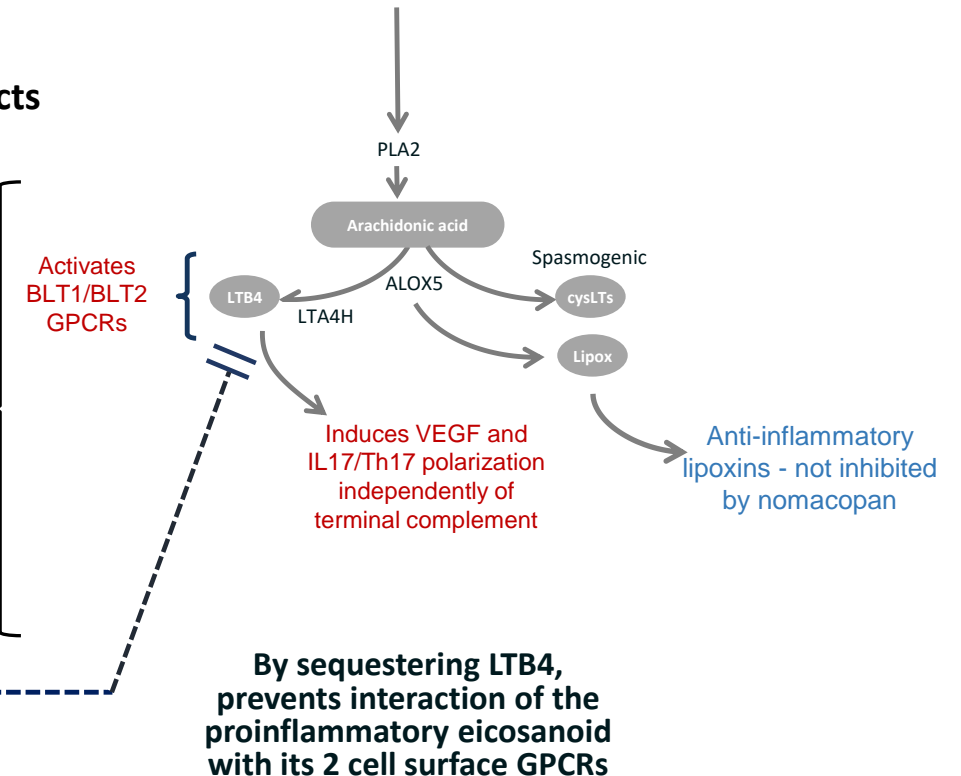 cts
PLA2
Arachidonic acid
Spasmogenic
Activates
BLT1/BLT2
GPCRs
LTB4
ALOX5
cysLTs
LTA4H
Lipox
Induces VEGF and
IL17/Th17 polarization
independently of
terminal complement
Anti-inflammatory
lipoxins - not inhibited
by nomacopan
By sequestering LTB4,
prevents interaction of the
proinflammatory eicosanoid
with its 2 cell surface GPCRs